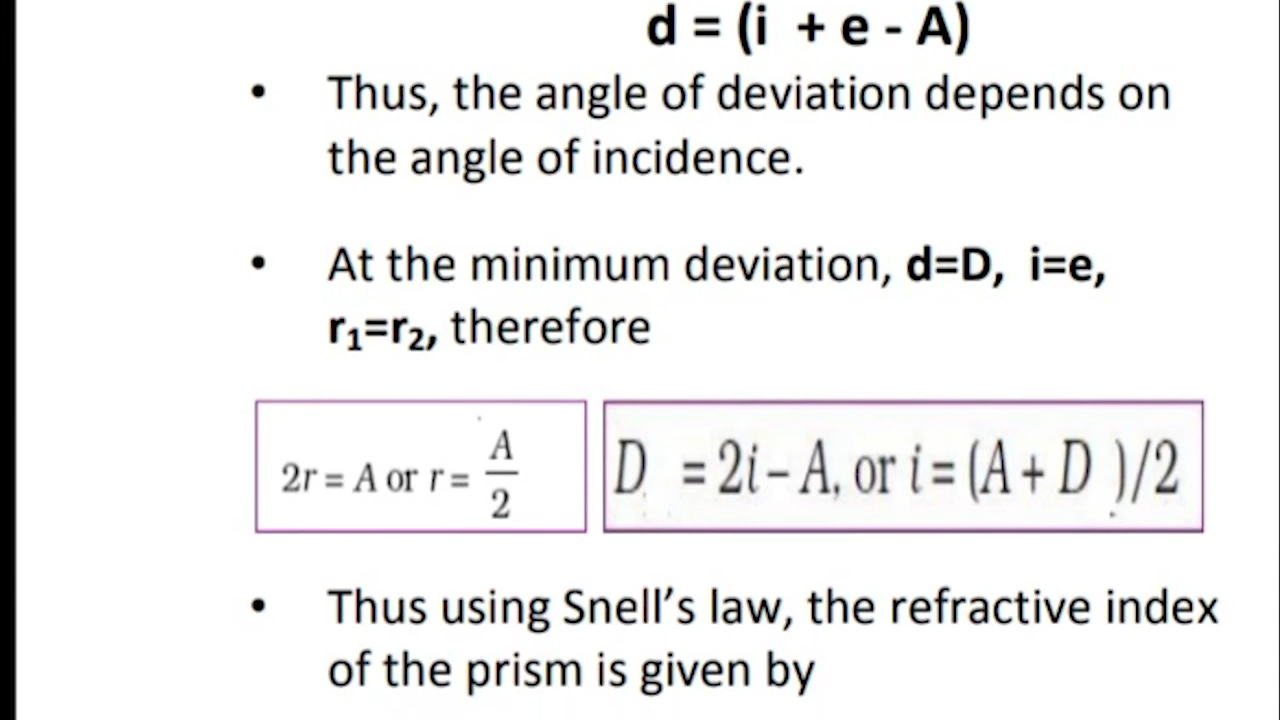 d = (i + e - A)
• Thus, the angle of deviation depends on
the angle of incidence.
• At the minimum deviation, d=D, i=e,
r₁=r₂, therefore
2r = A or r = A/2
D = 2i – A, or i = (A + D )/2
• Thus using Snell’s law, the refractive index
of the prism is given by